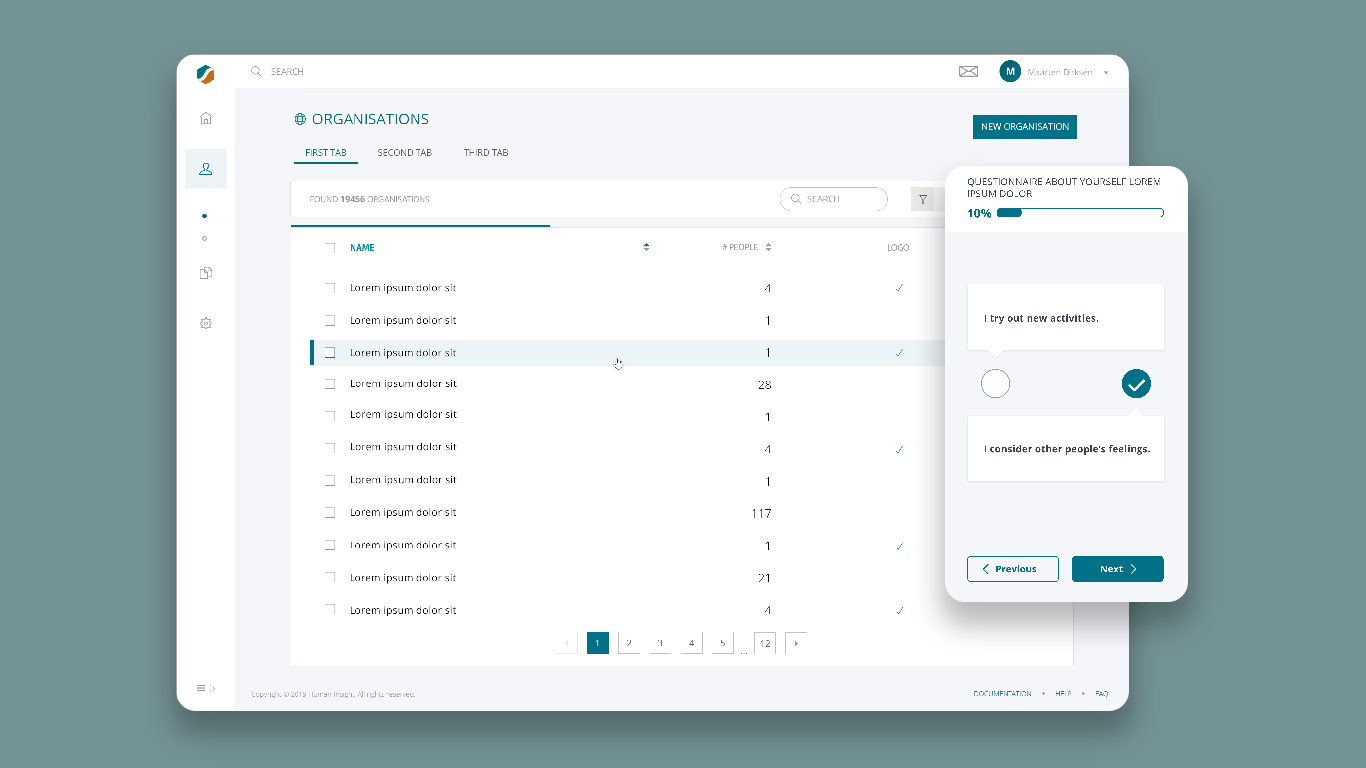 SEARCH
M Maarten Dirksen
ORGANISATIONS
NEW ORGANISATION
FIRST TAB SECOND TAB THIRD TAB
FOUND 19456 ORGANISATIONS
SEARCH
NAME # PEOPLE LOGO
Lorem ipsum dolor sit 4
Lorem ipsum dolor sit 1
Lorem ipsum dolor sit 1
Lorem ipsum dolor sit 28
Lorem ipsum dolor sit 1
Lorem ipsum dolor sit 4
Lorem ipsum dolor sit 1
Lorem ipsum dolor sit 117
Lorem ipsum dolor sit 1
Lorem ipsum dolor sit 21
Lorem ipsum dolor sit 4
1 2 3 4 5 ... 12
Copyright © 2019 Human Insight. All rights reserved.
DOCUMENTATION • HELP • FAQ
QUESTIONNAIRE ABOUT YOURSELF LOREM
IPSUM DOLOR
10%
I try out new activities.
I consider other people's feelings.
Previous Next